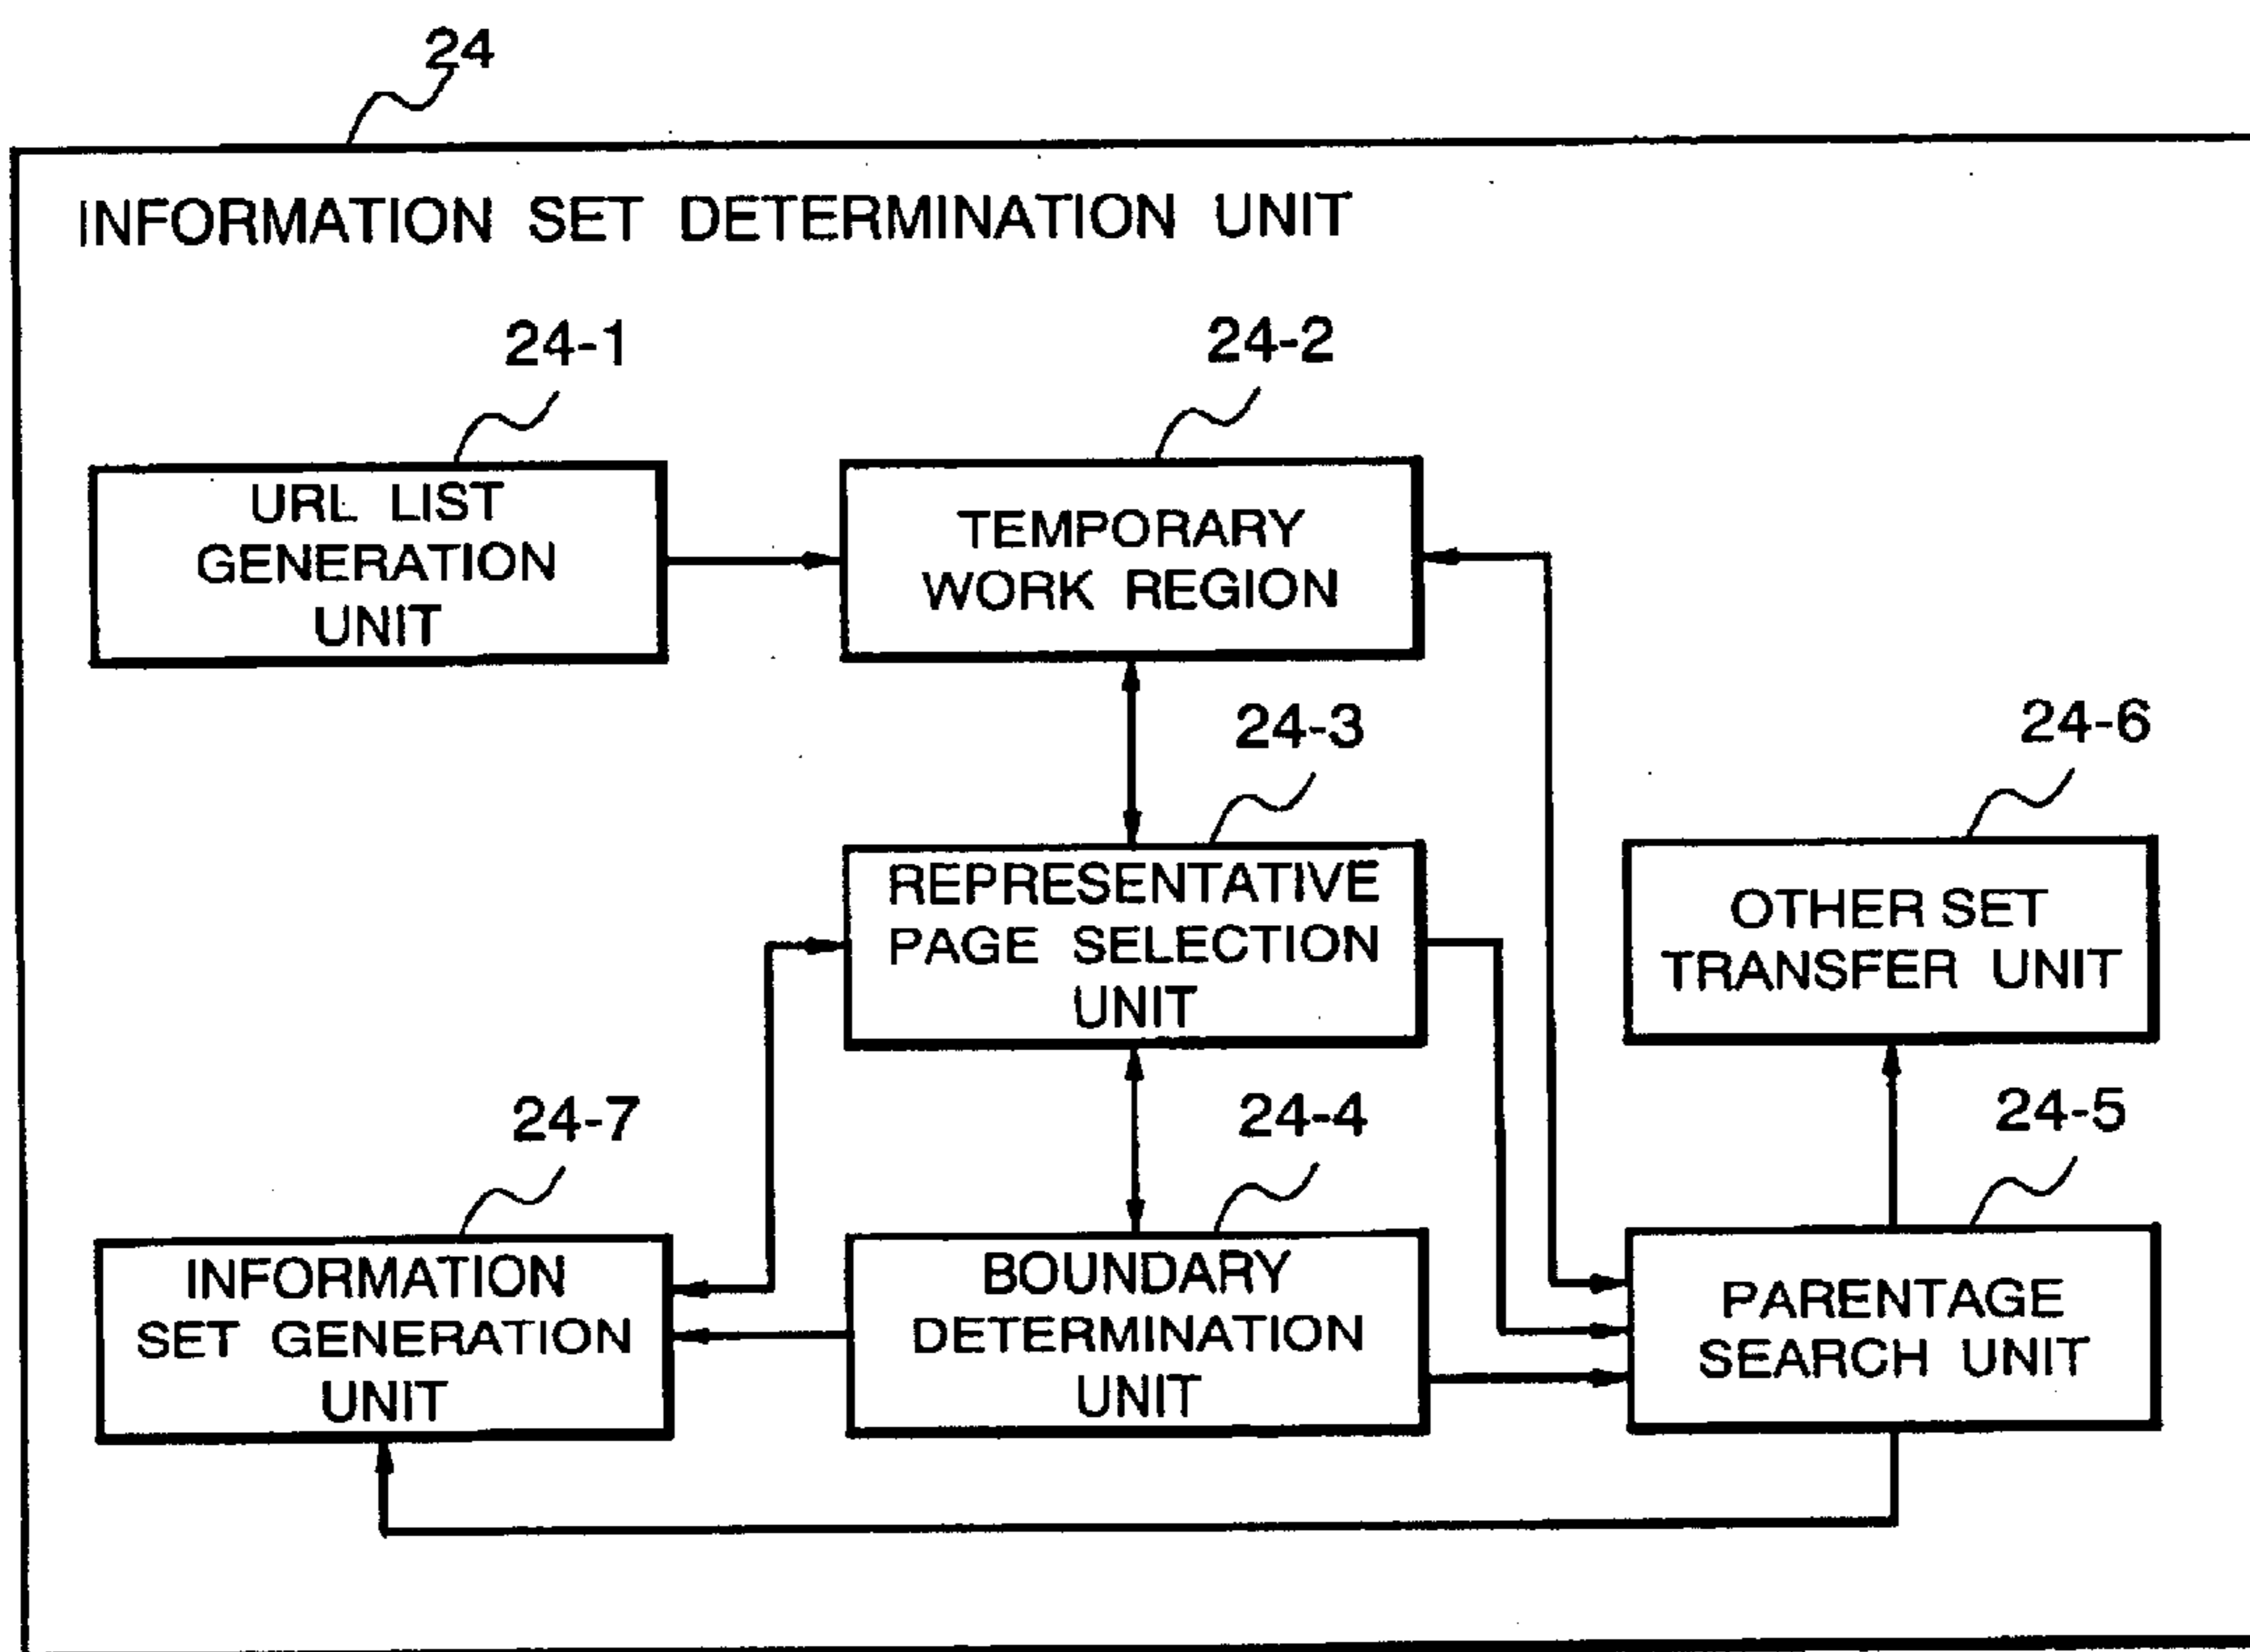 24
INFORMATION SET DETERMINATION UNIT
24-1
URL LIST
GENERATION
UNIT
24-2
TEMPORARY
WORK REGION
24-3
REPRESENTATIVE
PAGE SELECTION
UNIT
24-6
OTHER SET
TRANSFER UNIT
24-7
INFORMATION
SET GENERATION
UNIT
24-4
BOUNDARY
DETERMINATION
UNIT
24-5
PARENTAGE
SEARCH UNIT